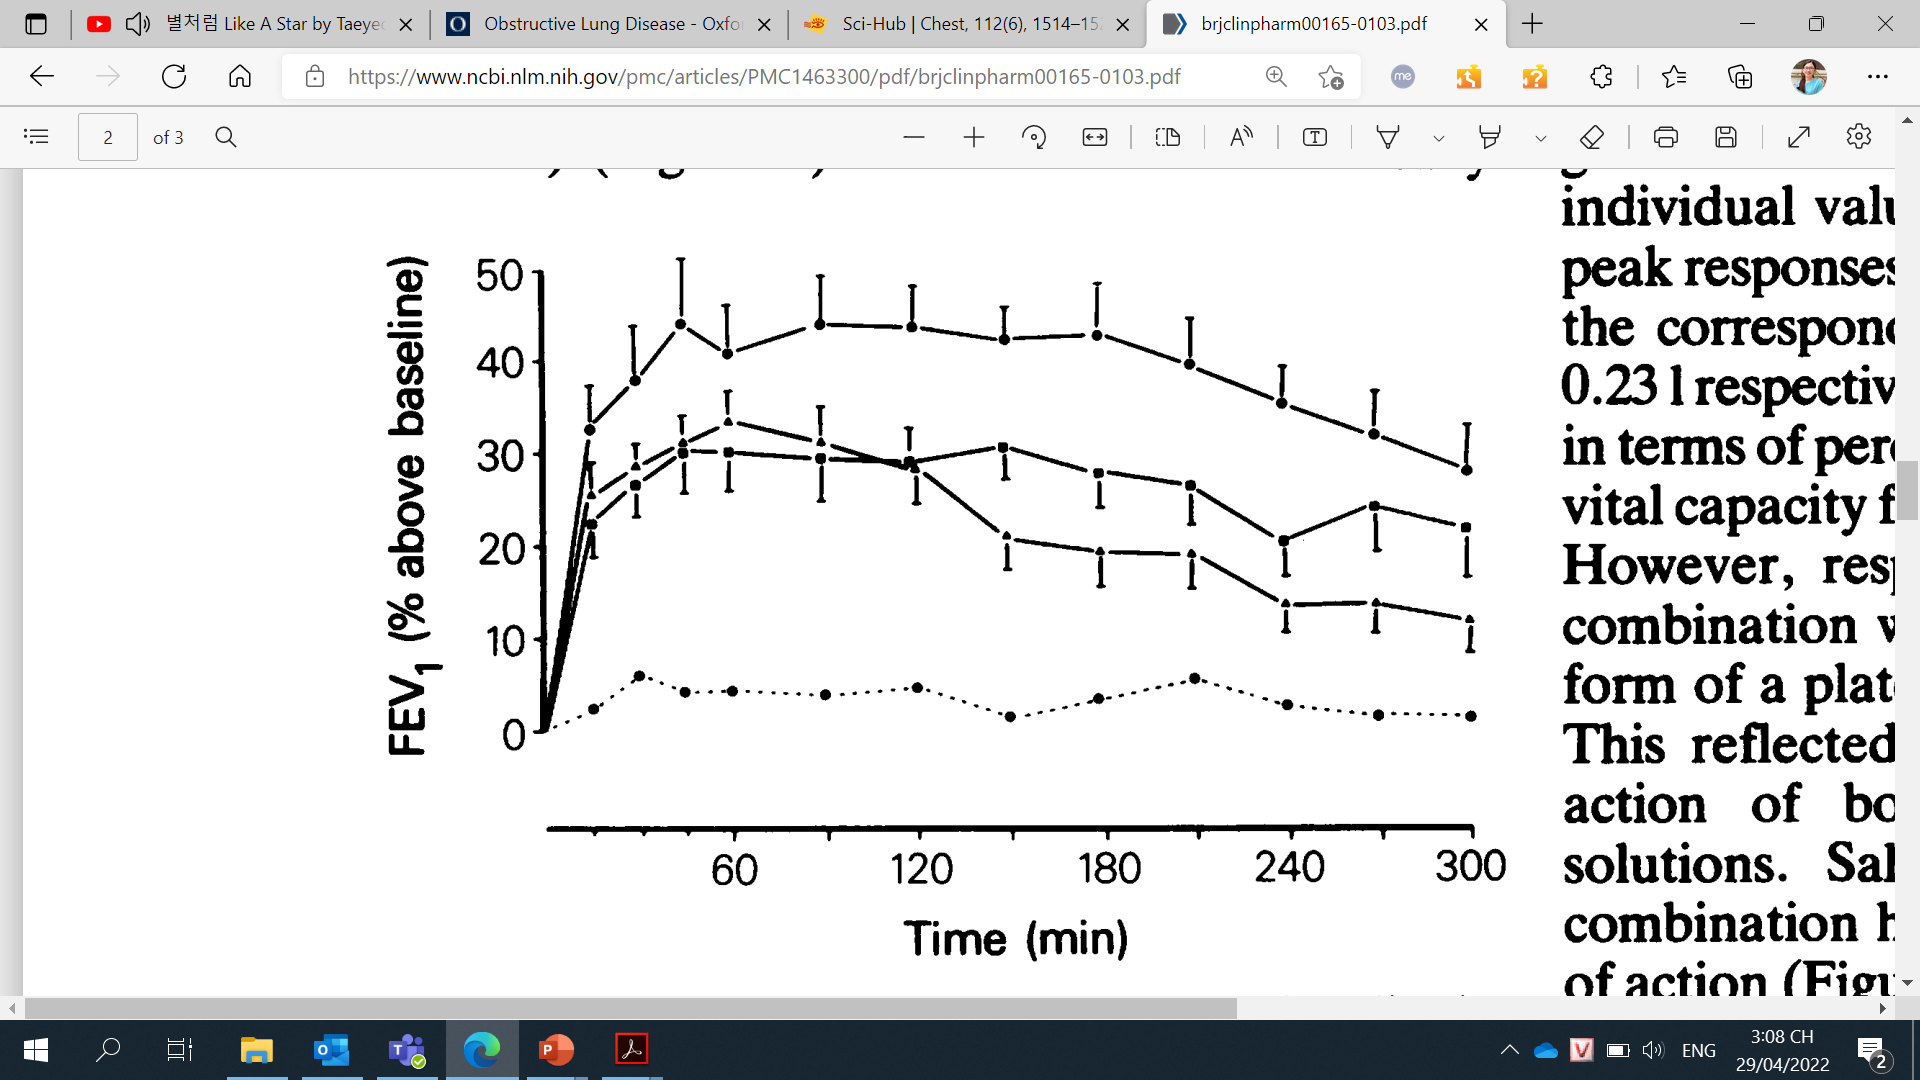 별처럼 Like A Star by Taeye
Obstructive Lung Disease - Oxfo
Sci-Hub | Chest, 112(6), 1514–15
brjclinpharm00165-0103.pdf
https://www.ncbi.nlm.nih.gov/pmc/articles/PMC1463300/pdf/brjclinpharm00165-0103.pdf
me
2 of 3
FEV1 (% above baseline)
50
40
30
20
10
0
60 120 180 240 300
Time (min)
individual valu
peak responses
the correspond
0.23 l respectiv
in terms of per
vital capacity f
However, resp
combination v
form of a plat
This reflected
action of bo
solutions. Sal
combination h
of action (Figu
ENG
3:08 CH
29/04/2022
2